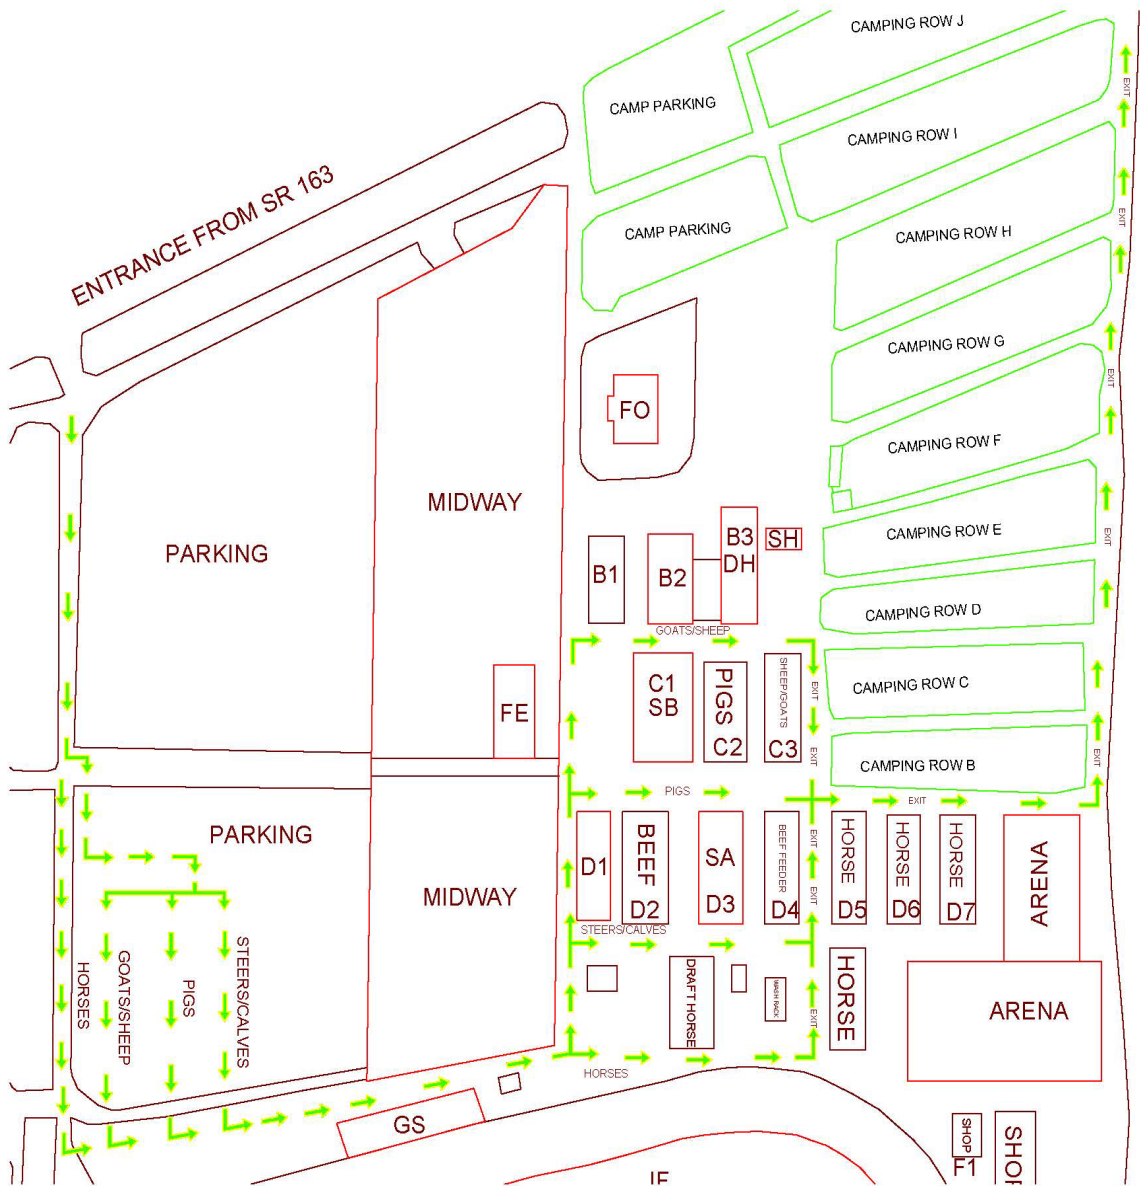 CAMPING ROW J
CAMP PARKING
CAMPING ROW I
ENTRANCE FROM SR 163
CAMP PARKING
CAMPING ROW H
EXIT
EXIT
CAMPING ROW G
EXIT
FO
CAMPING ROW F
MIDWAY
PARKING
B1
B2
B3
DH
SH
CAMPING ROW E
EXIT
CAMPING ROW D
GOATS/SHEEP
FE
C1
SB
PIGS
C2
SHEEP/GOATS
C3
EXIT
EXIT
CAMPING ROW C
CAMPING ROW B
EXIT
PIGS
EXIT
PARKING
MIDWAY
D1
BEEF
D2
SA
D3
BEEF FEEDER
D4
EXIT
EXIT
HORSE
D5
HORSE
D6
HORSE
D7
ARENA
STEERS/CALVES
HORSES
GOATS/SHEEP
PIGS
STEERS/CALVES
DRAFT HORSE
WASH RACK
EXIT
HORSE
ARENA
HORSES
GS
SHOP
F1
SHOP
IF